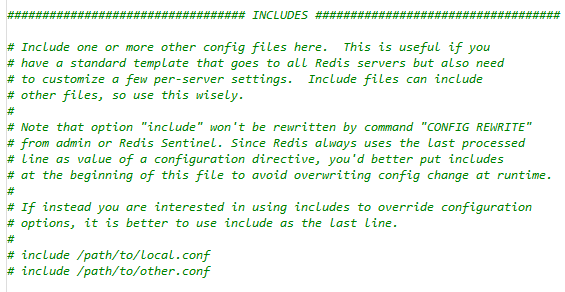 ################################## INCLUDES ###################################

# Include one or more other config files here.  This is useful if you
# have a standard template that goes to all Redis servers but also need
# to customize a few per-server settings.  Include files can include
# other files, so use this wisely.
#
# Note that option "include" won't be rewritten by command "CONFIG REWRITE"
# from admin or Redis Sentinel. Since Redis always uses the last processed
# line as value of a configuration directive, you'd better put includes
# at the beginning of this file to avoid overwriting config change at runtime.
#
# If instead you are interested in using includes to override configuration
# options, it is better to use include as the last line.
#
# include /path/to/local.conf
# include /path/to/other.conf